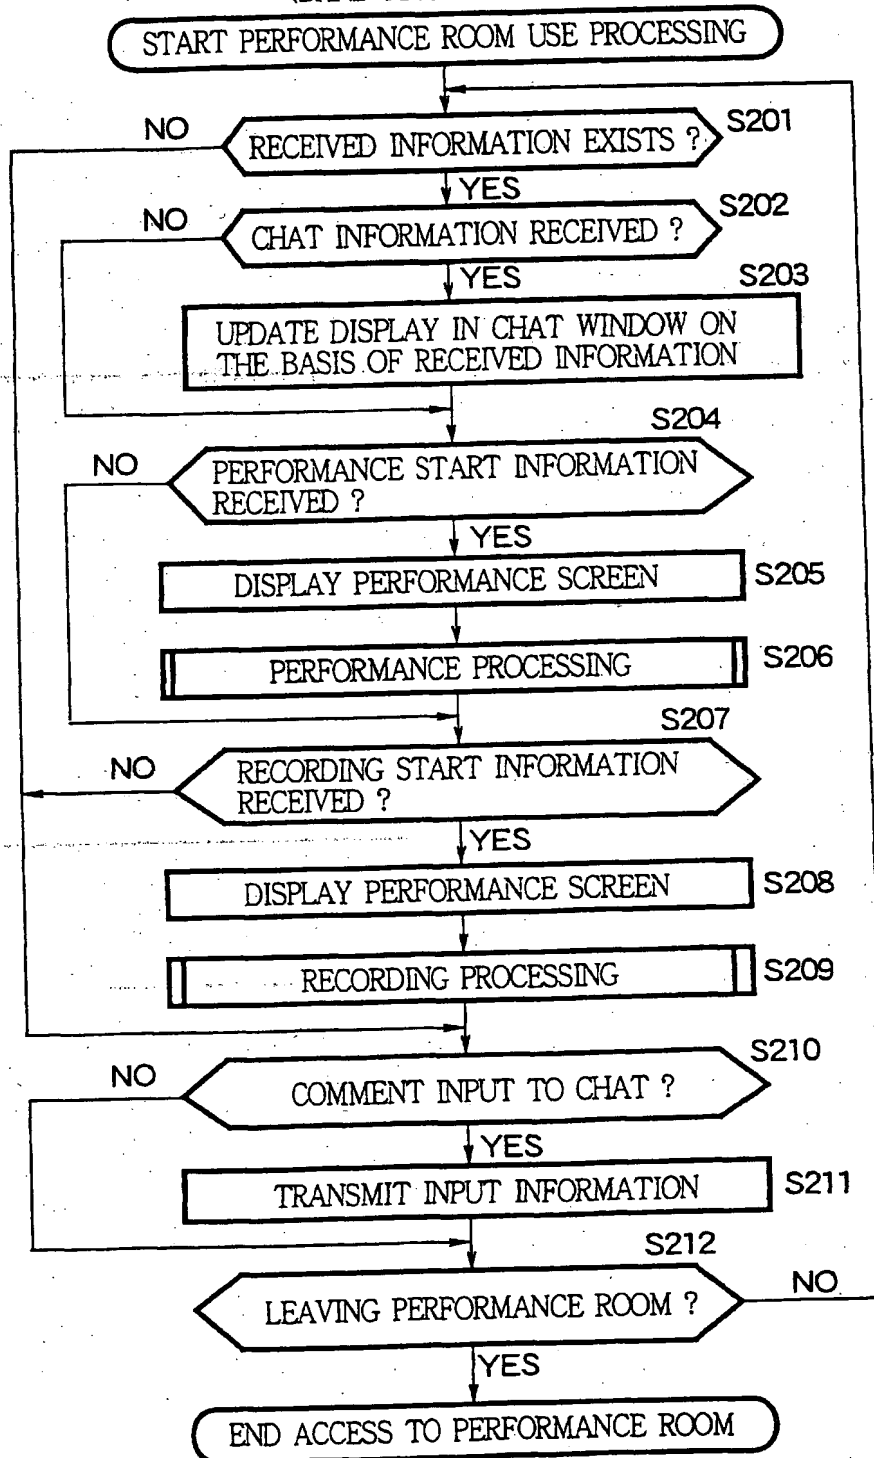 START PERFORMANCE ROOM USE PROCESSING
NO
RECEIVED INFORMATION EXISTS ?
S201
YES
NO
CHAT INFORMATION RECEIVED ?
S202
YES
S203
UPDATE DISPLAY IN CHAT WINDOW ON
THE BASIS OF RECEIVED INFORMATION
S204
NO
PERFORMANCE START INFORMATION
RECEIVED ?
YES
DISPLAY PERFORMANCE SCREEN
S205
PERFORMANCE PROCESSING
S206
S207
NO
RECORDING START INFORMATION
RECEIVED ?
YES
DISPLAY PERFORMANCE SCREEN
S208
RECORDING PROCESSING
S209
S210
NO
COMMENT INPUT TO CHAT ?
YES
TRANSMIT INPUT INFORMATION
S211
S212
LEAVING PERFORMANCE ROOM ?
NO
YES
END ACCESS TO PERFORMANCE ROOM